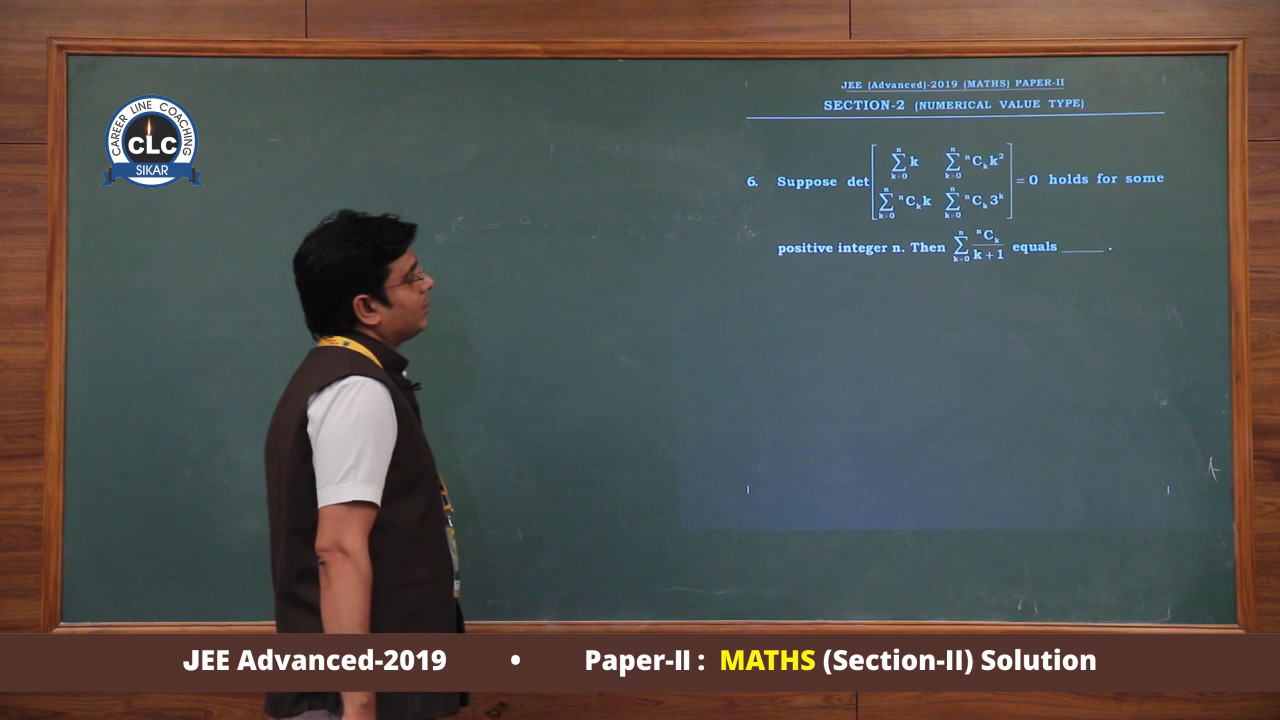 CAREER LINE COACHING
CLC
SIKAR
JEE (Advanced)-2019 (MATHS) PAPER-II
SECTION-2 (NUMERICAL VALUE TYPE)
6. Suppose det [ ∑_{k=0}^{n} k   ∑_{k=0}^{n} ⁿC_k k² ; ∑_{k=0}^{n} ⁿC_k k   ∑_{k=0}^{n} ⁿC_k 3^k ] = 0 holds for some
positive integer n. Then ∑_{k=0}^{n} ⁿC_k / (k + 1) equals ______ .
JEE Advanced-2019 • Paper-II : MATHS (Section-II) Solution